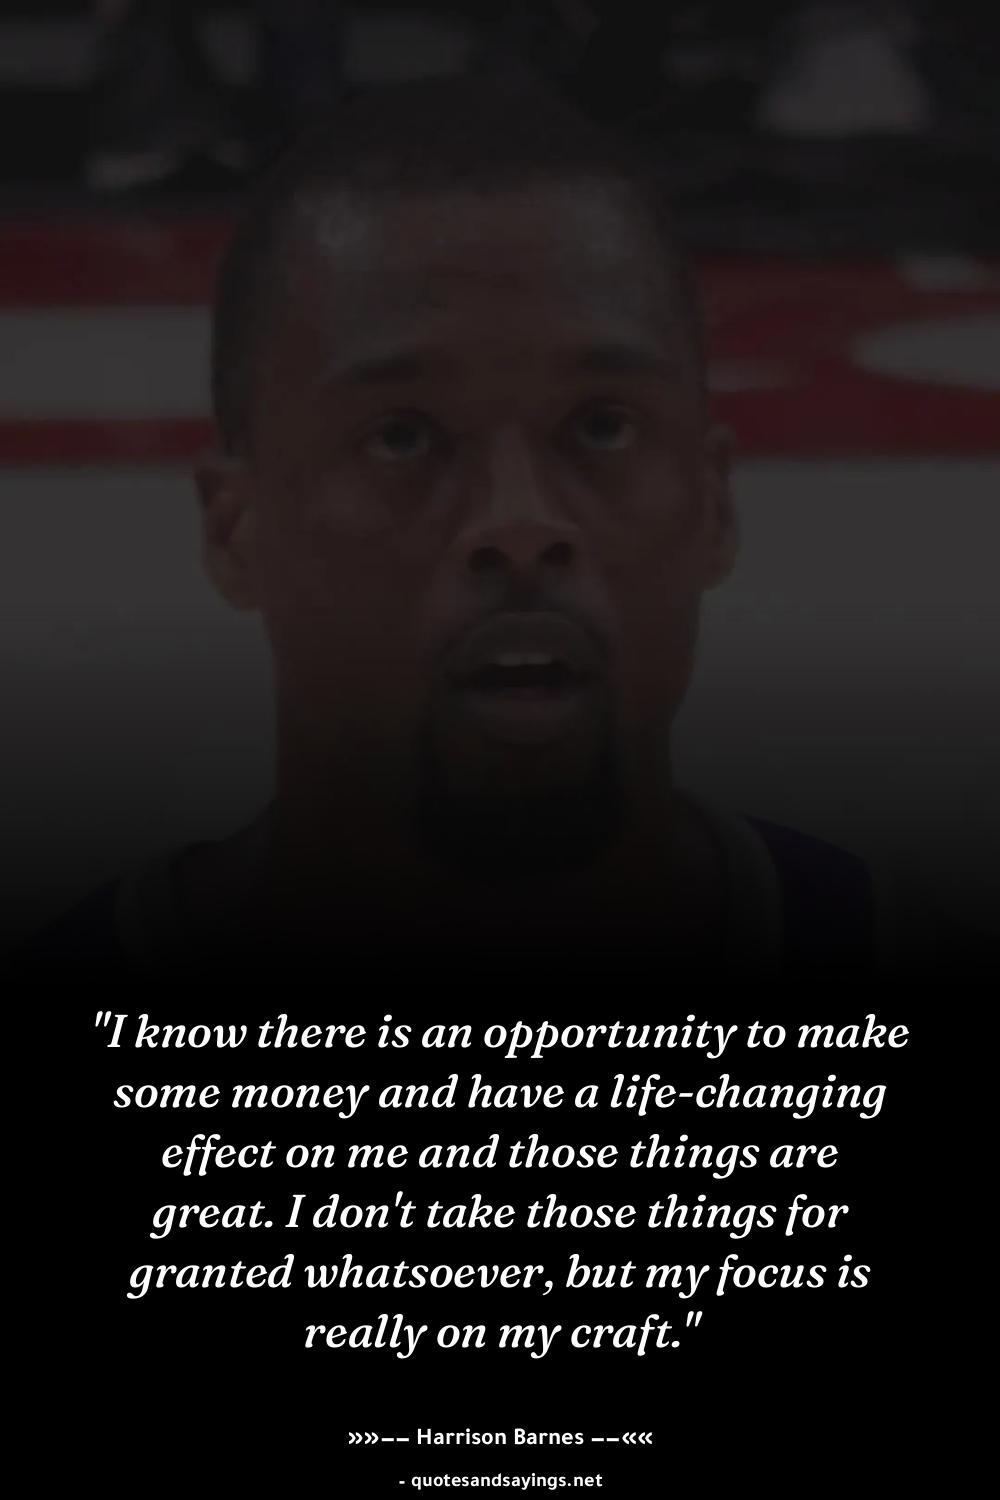 "I know there is an opportunity to make
some money and have a life-changing
effect on me and those things are
great. I don't take those things for
granted whatsoever, but my focus is
really on my craft."
»»−− Harrison Barnes −−««
- quotesandsayings.net